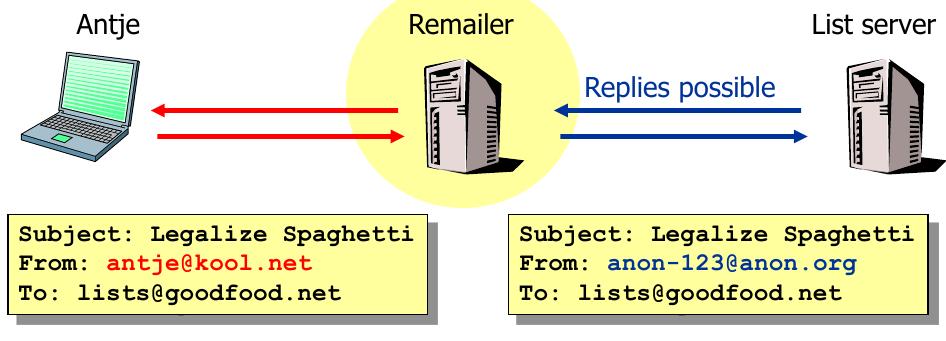 Antje
Remailer
List server
Replies possible
Subject: Legalize Spaghetti
From: antje@kool.net
To: lists@goodfood.net
Subject: Legalize Spaghetti
From: anon-123@anon.org
To: lists@goodfood.net